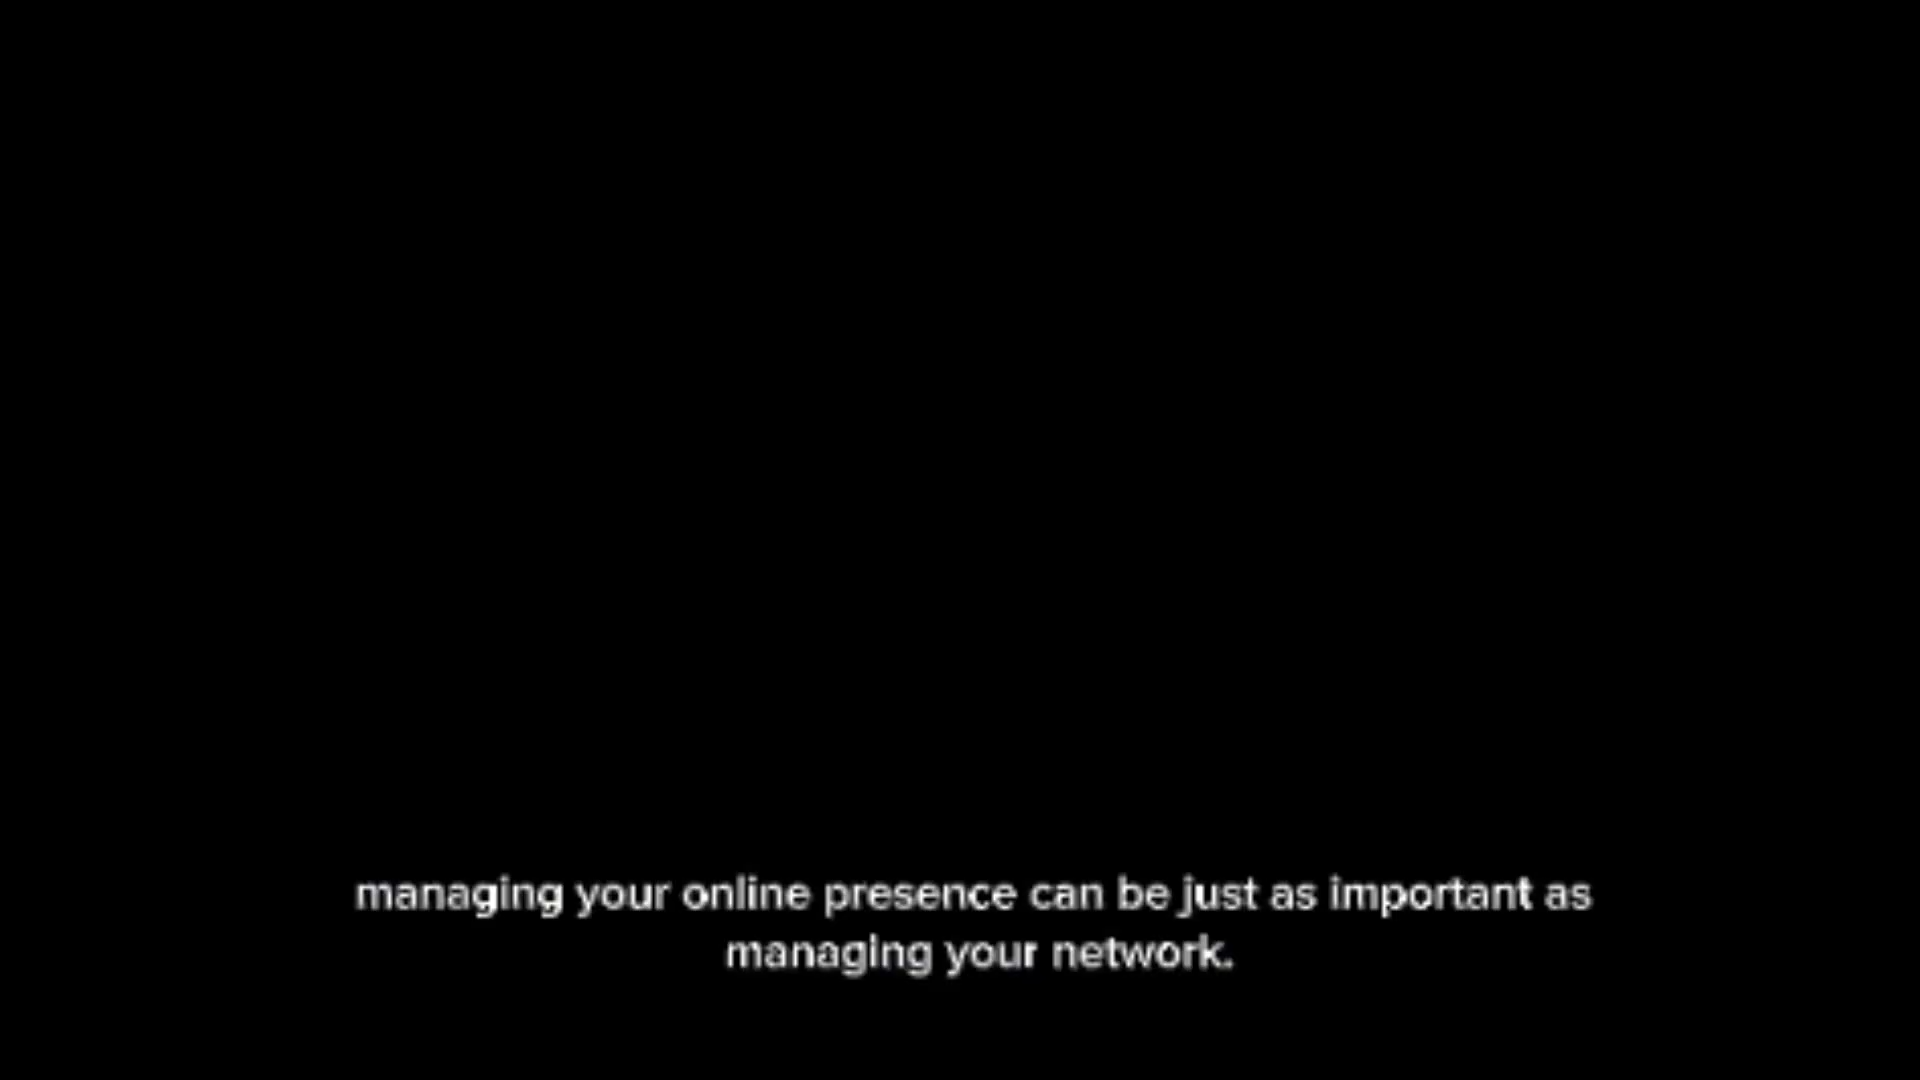 managing your online presence can be just as important as
managing your network.